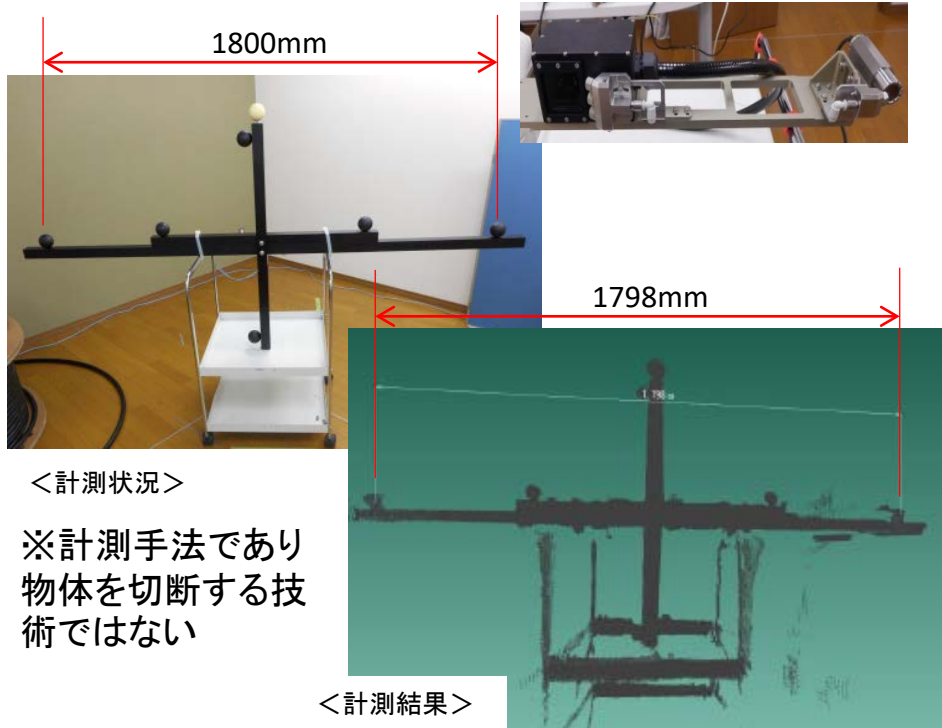 1800mm
1798mm
1.798 m
<計測状況>
※計測手法であり
物体を切断する技
術ではない
<計測結果>